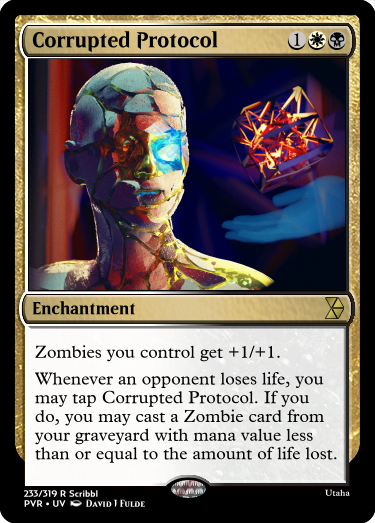 Corrupted Protocol 1
Enchantment
Zombies you control get +1/+1.
Whenever an opponent loses life, you
may tap Corrupted Protocol. If you
do, you may cast a Zombie card from
your graveyard with mana value less
than or equal to the amount of life lost.
233/319 R Scribbl Utaha
PVR • UV David J Fulde